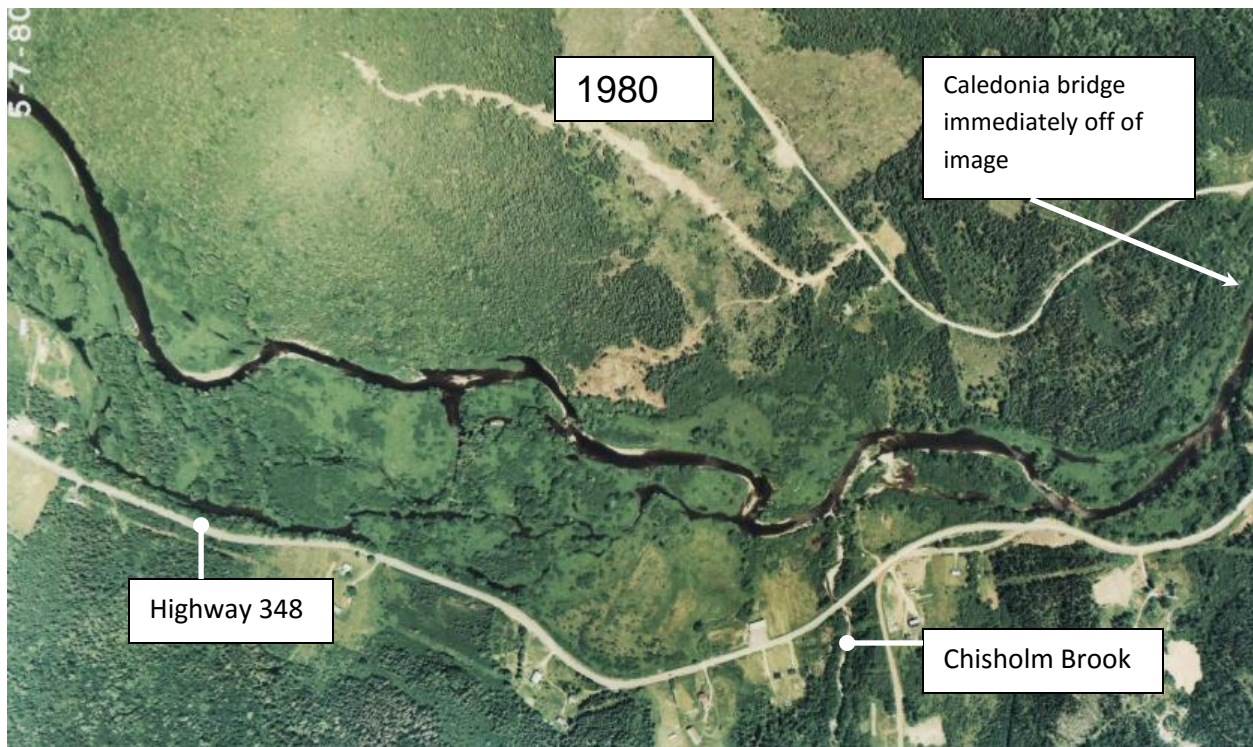 5-7-80
1980
Caledonia bridge
immediately off of
image
Highway 348
Chisholm Brook